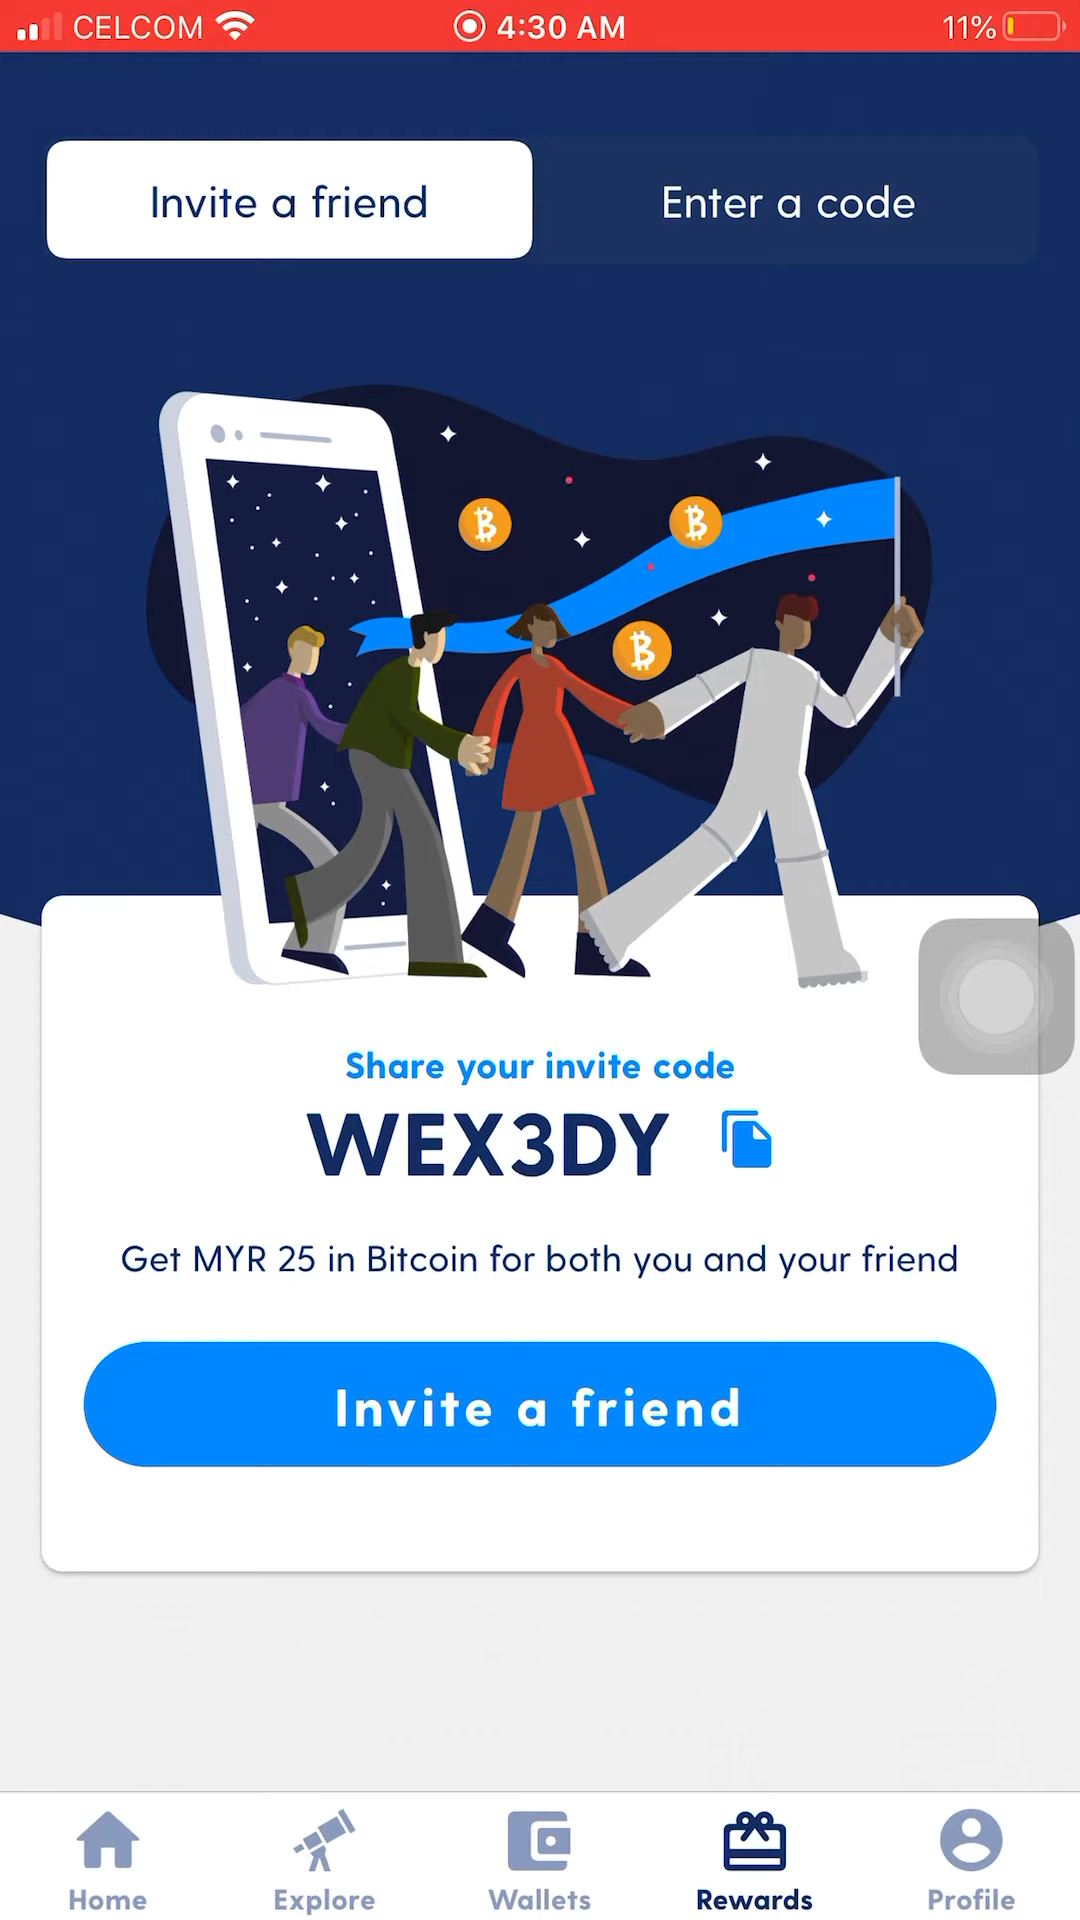 CELCOM 4:30 AM 11%
Invite a friend Enter a code
Share your invite code
WEX3DY
Get MYR 25 in Bitcoin for both you and your friend
Invite a friend
Home Explore Wallets Rewards Profile